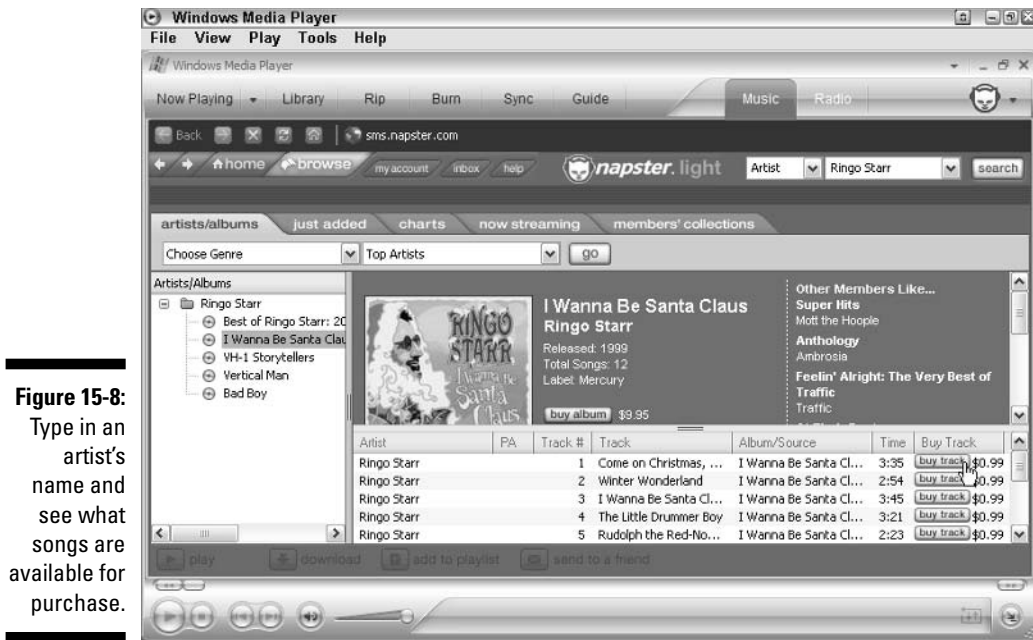 Windows Media Player
File View Play Tools Help
Windows Media Player
Now Playing Library Rip Burn Sync Guide Music Radio
Back sms.napster.com
home browse my account inbox help napster.light Artist Ringo Starr search
artists/albums just added charts now streaming members' collections
Choose Genre Top Artists go
Artists/Albums
Ringo Starr
Best of Ringo Starr: 20
I Wanna Be Santa Clau
VH-1 Storytellers
Vertical Man
Bad Boy
RINGO
STARR
I Wanna Be
Santa
Claus
I Wanna Be Santa Claus
Ringo Starr
Released: 1999
Total Songs: 12
Label: Mercury
buy album $9.95
Other Members Like...
Super Hits
Mott the Hoople
Anthology
Ambrosia
Feelin' Alright: The Very Best of
Traffic
Traffic
Artist PA Track # Track Album/Source Time Buy Track
Ringo Starr 1 Come on Christmas, ... I Wanna Be Santa Cl... 3:35 buy track $0.99
Ringo Starr 2 Winter Wonderland I Wanna Be Santa Cl... 2:54 buy track $0.99
Ringo Starr 3 I Wanna Be Santa Cl... I Wanna Be Santa Cl... 3:45 buy track $0.99
Ringo Starr 4 The Little Drummer Boy I Wanna Be Santa Cl... 3:21 buy track $0.99
Ringo Starr 5 Rudolph the Red-No... I Wanna Be Santa Cl... 2:23 buy track $0.99
play download add to playlist send to a friend
Figure 15-8:
Type in an
artist's
name and
see what
songs are
available for
purchase.